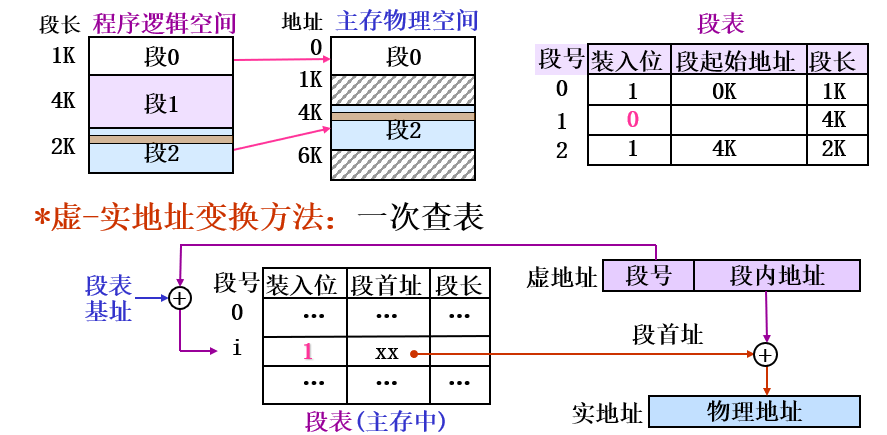 段长 程序逻辑空间 地址 主存物理空间 段表
1K 段0 0 段0 段号 装入位 段起始地址 段长
1K 0 1 0K 1K
4K 段1 4K 1 0 4K
2K 段2 段2 2 1 4K 2K
6K
*虚-实地址变换方法：一次查表
段表基址 段号 装入位 段首址 段长 虚地址 段号 段内地址
+ 0 … … …
i 1 xx 段首址 +
… … …
段表(主存中) 实地址 物理地址